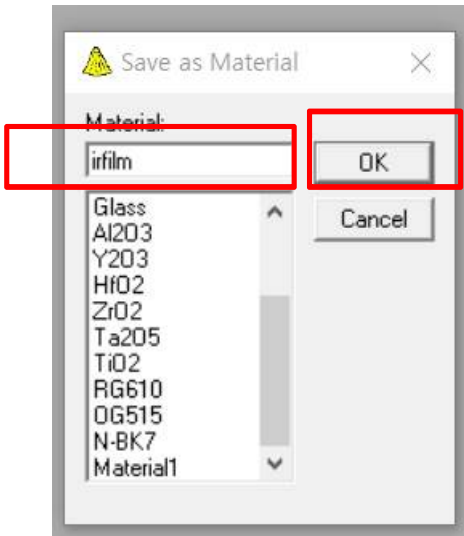 Save as Material
Material:
irfilm
OK
Glass
Cancel
Al2O3
Y2O3
HfO2
ZrO2
Ta2O5
TiO2
RG610
OG515
N-BK7
Material1